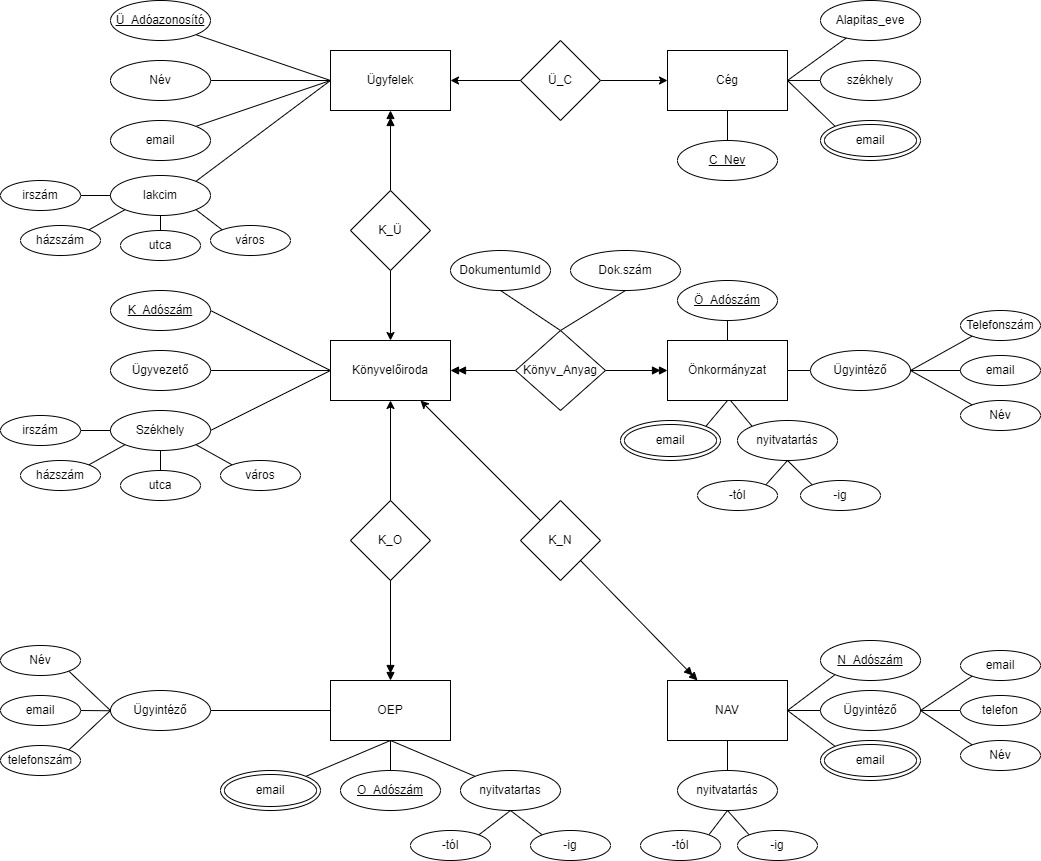 Ü_Adóazonosító
Alapitas_eve
Név
Ügyfelek
Ü_C
Cég
székhely
email
email
C_Nev
irszám
lakcim
házszám
utca
város
K_Ü
DokumentumId
Dok.szám
K_Adószám
Ö_Adószám
Telefonszám
Ügyvezető
Könyvelőiroda
Könyv_Anyag
Önkormányzat
Ügyintéző
email
Név
irszám
Székhely
email
nyitvatartás
házszám
utca
város
-tól
-ig
K_O
K_N
Név
N_Adószám
email
email
Ügyintéző
OEP
NAV
Ügyintéző
telefon
telefonszám
email
Név
email
O_Adószám
nyitvatartas
nyitvatartás
-tól
-ig
-tól
-ig